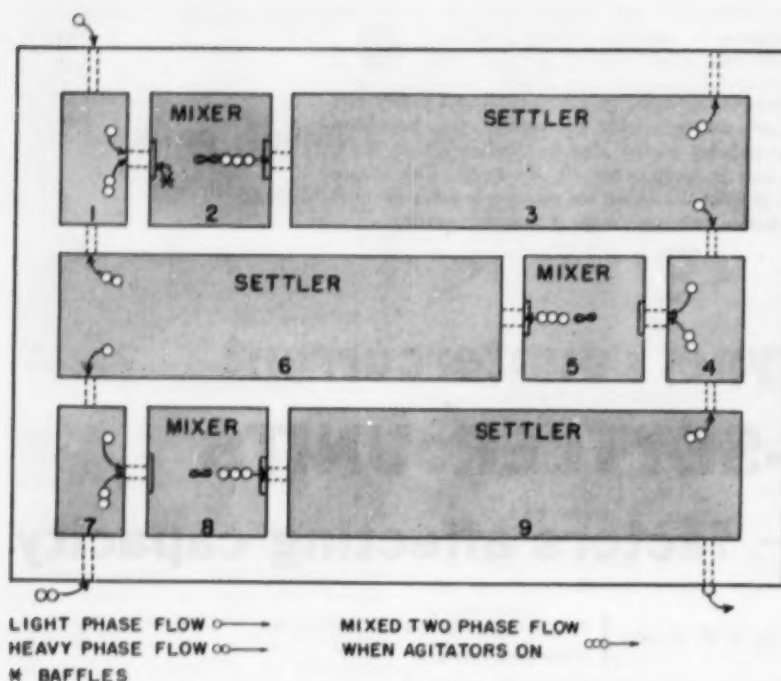 MIXER
SETTLER
1
2
3
SETTLER
MIXER
6
5
4
MIXER
SETTLER
7
8
9
LIGHT PHASE FLOW
MIXED TWO PHASE FLOW
HEAVY PHASE FLOW
WHEN AGITATORS ON
* BAFFLES